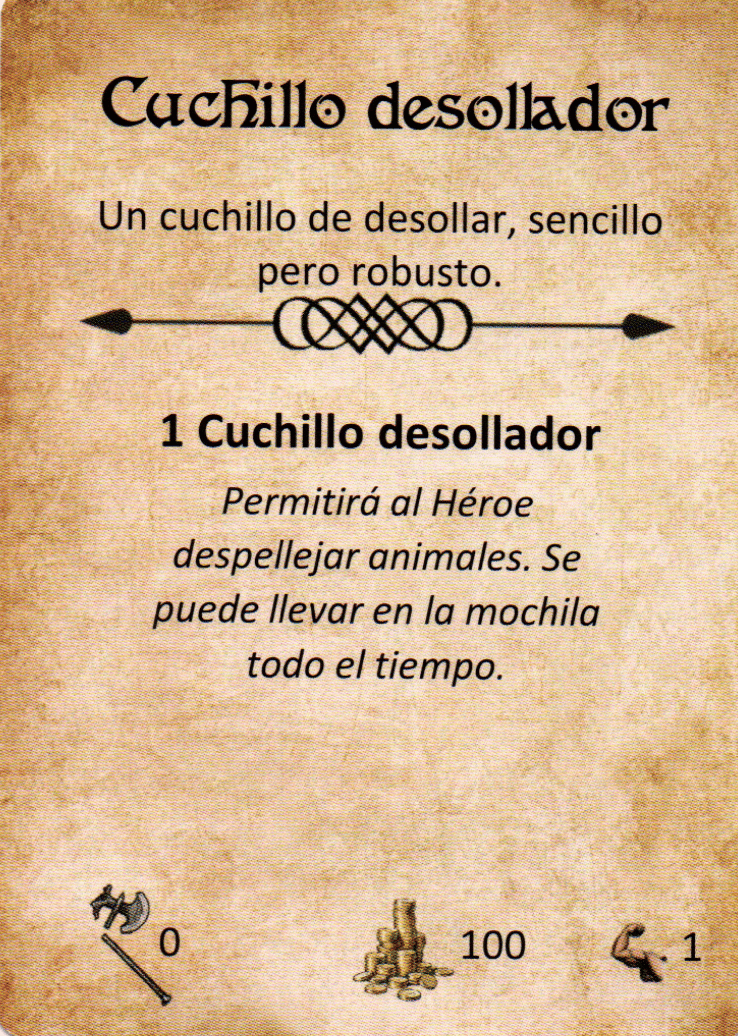 Cuchillo desollador
Un cuchillo de desollar, sencillo
pero robusto.
1 Cuchillo desollador
Permitirá al Héroe
despellejar animales. Se
puede llevar en la mochila
todo el tiempo.
0
100
1